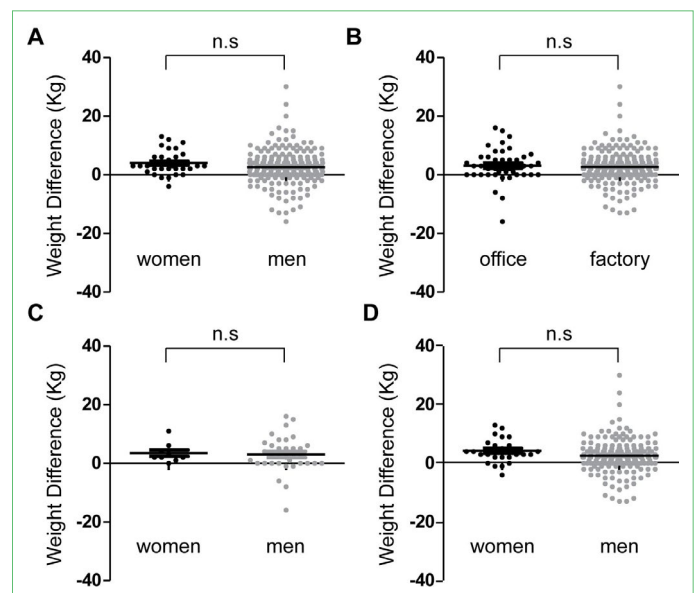 A
n.s
Weight Difference (Kg)
40
20
0
-20
-40
women men
B
n.s
Weight Difference (Kg)
40
20
0
-20
-40
office factory
C
n.s
Weight Difference (Kg)
40
20
0
-20
-40
women men
D
n.s
Weight Difference (Kg)
40
20
0
-20
-40
women men